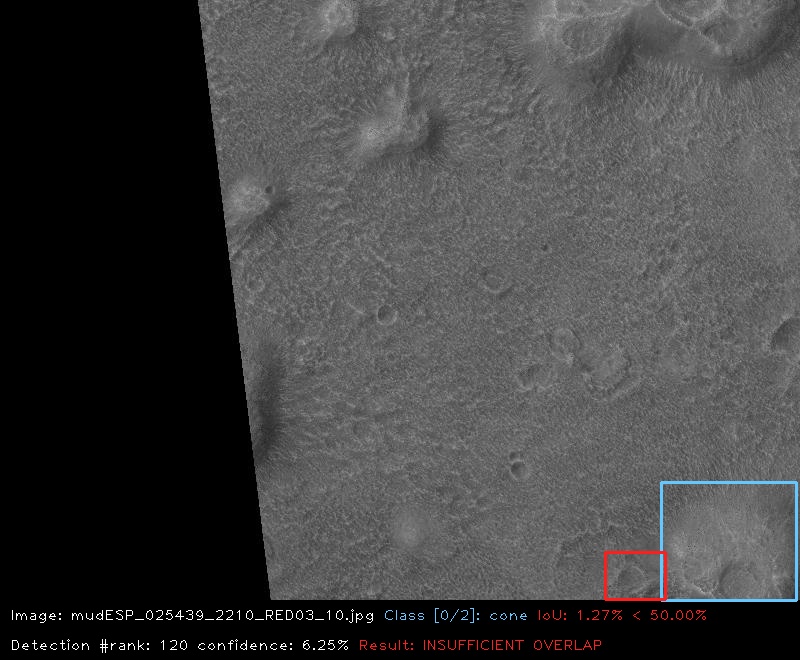 Image: mudESP_025439_2210_RED03_10.jpg Class [0/2]: cone IoU: 1.27% < 50.00%
Detection #rank: 120 confidence: 6.25% Result: INSUFFICIENT OVERLAP